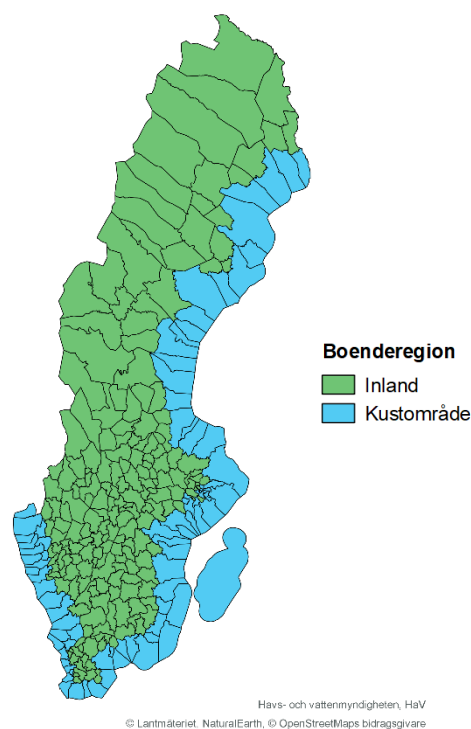 Boenderegion
Inland
Kustområde
Havs- och vattenmyndigheten, HaV
© Lantmäteriet. NaturalEarth, © OpenStreetMaps bidragsgivare